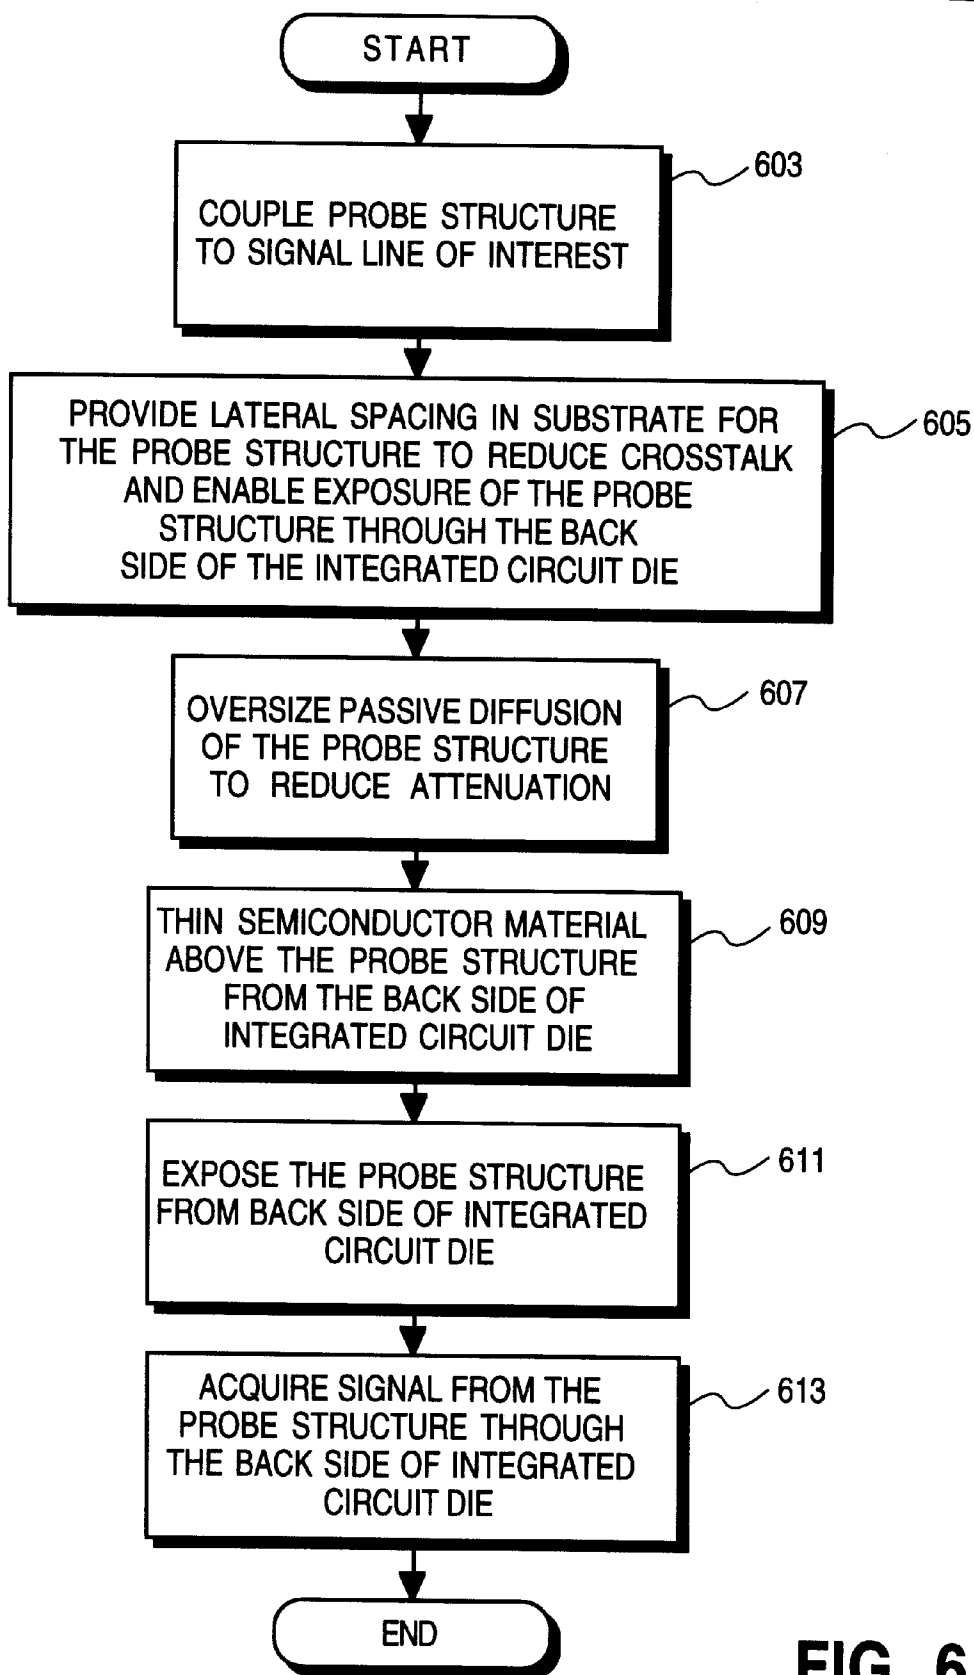 START
COUPLE PROBE STRUCTURE
TO SIGNAL LINE OF INTEREST
603
PROVIDE LATERAL SPACING IN SUBSTRATE FOR
THE PROBE STRUCTURE TO REDUCE CROSSTALK
AND ENABLE EXPOSURE OF THE PROBE
STRUCTURE THROUGH THE BACK
SIDE OF THE INTEGRATED CIRCUIT DIE
605
OVERSIZE PASSIVE DIFFUSION
OF THE PROBE STRUCTURE
TO REDUCE ATTENUATION
607
THIN SEMICONDUCTOR MATERIAL
ABOVE THE PROBE STRUCTURE
FROM THE BACK SIDE OF
INTEGRATED CIRCUIT DIE
609
EXPOSE THE PROBE STRUCTURE
FROM BACK SIDE OF INTEGRATED
CIRCUIT DIE
611
ACQUIRE SIGNAL FROM THE
PROBE STRUCTURE THROUGH
THE BACK SIDE OF INTEGRATED
CIRCUIT DIE
613
END
FIG. 6